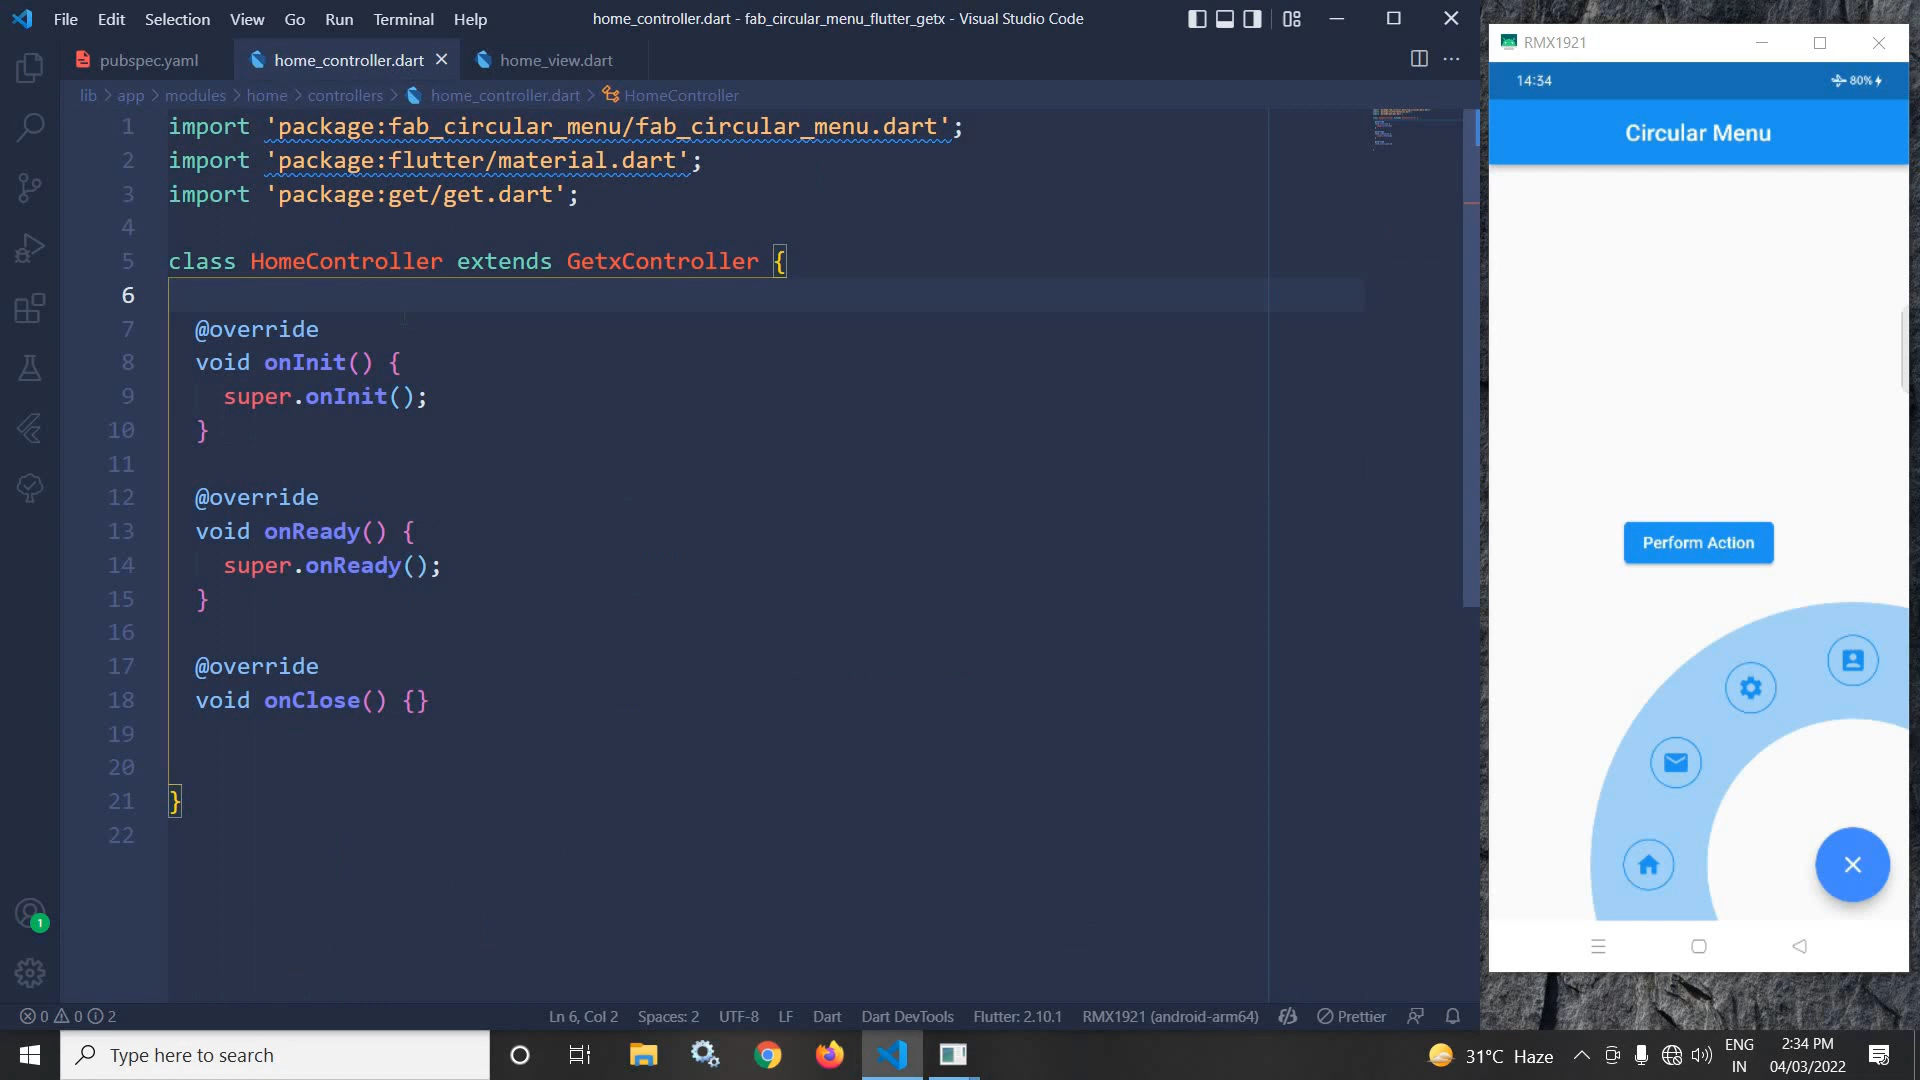 File Edit Selection View Go Run Terminal Help
home_controller.dart - fab_circular_menu_flutter_getx - Visual Studio Code
pubspec.yaml
home_controller.dart
home_view.dart
lib > app > modules > home > controllers > home_controller.dart > HomeController
1 import 'package:fab_circular_menu/fab_circular_menu.dart';
2 import 'package:flutter/material.dart';
3 import 'package:get/get.dart';
4
5 class HomeController extends GetxController {
6
7 @override
8 void onInit() {
9 super.onInit();
10 }
11
12 @override
13 void onReady() {
14 super.onReady();
15 }
16
17 @override
18 void onClose() {}
19
20
21 }
22
1
0 0 2
Ln 6, Col 2 Spaces: 2 UTF-8 LF Dart Dart DevTools Flutter: 2.10.1 RMX1921 (android-arm64) Prettier
RMX1921
14:34
80%
Circular Menu
Perform Action
Type here to search
31°C Haze
ENG
IN
2:34 PM
04/03/2022